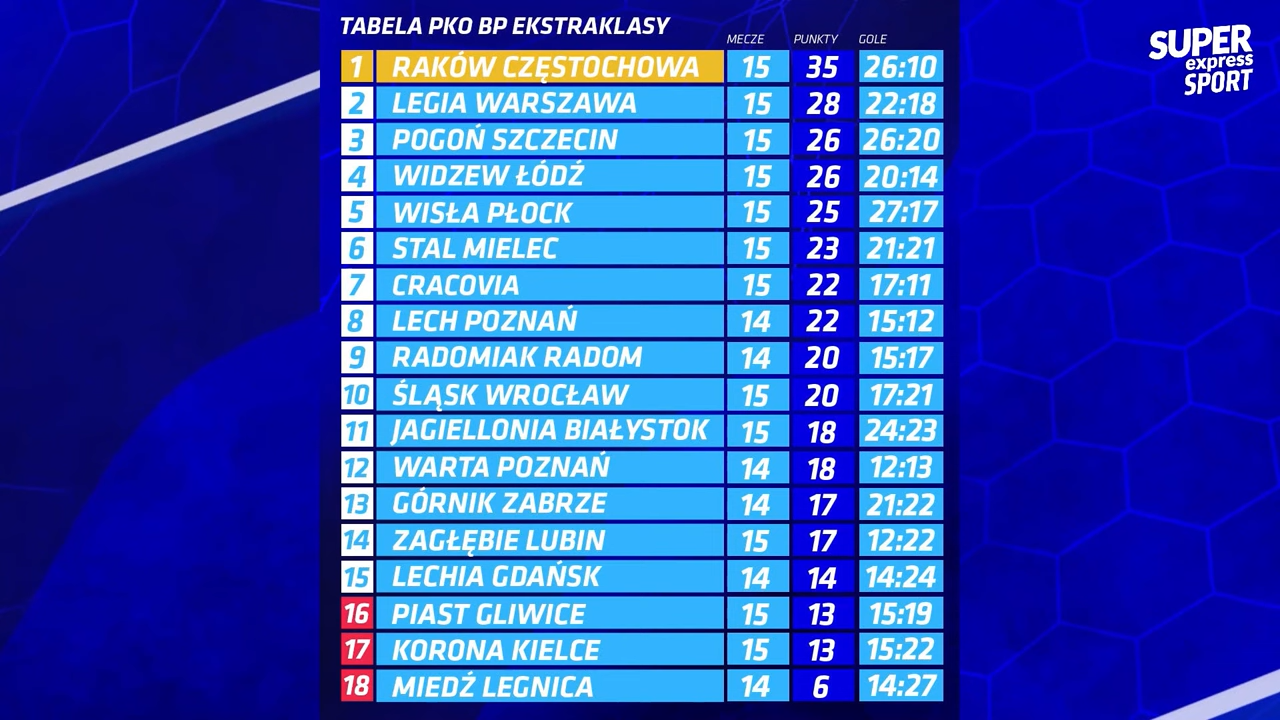 TABELA PKO BP EKSTRAKLASY
MECZE PUNKTY GOLE
SUPER
express
SPORT
1 RAKÓW CZĘSTOCHOWA 15 35 26:10
2 LEGIA WARSZAWA 15 28 22:18
3 POGOŃ SZCZECIN 15 26 26:20
4 WIDZEW ŁÓDŹ 15 26 20:14
5 WISŁA PŁOCK 15 25 27:17
6 STAL MIELEC 15 23 21:21
7 CRACOVIA 15 22 17:11
8 LECH POZNAŃ 14 22 15:12
9 RADOMIAK RADOM 14 20 15:17
10 ŚLĄSK WROCŁAW 15 20 17:21
11 JAGIELLONIA BIAŁYSTOK 15 18 24:23
12 WARTA POZNAŃ 14 18 12:13
13 GÓRNIK ZABRZE 14 17 21:22
14 ZAGŁĘBIE LUBIN 15 17 12:22
15 LECHIA GDAŃSK 14 14 14:24
16 PIAST GLIWICE 15 13 15:19
17 KORONA KIELCE 15 13 15:22
18 MIEDŹ LEGNICA 14 6 14:27